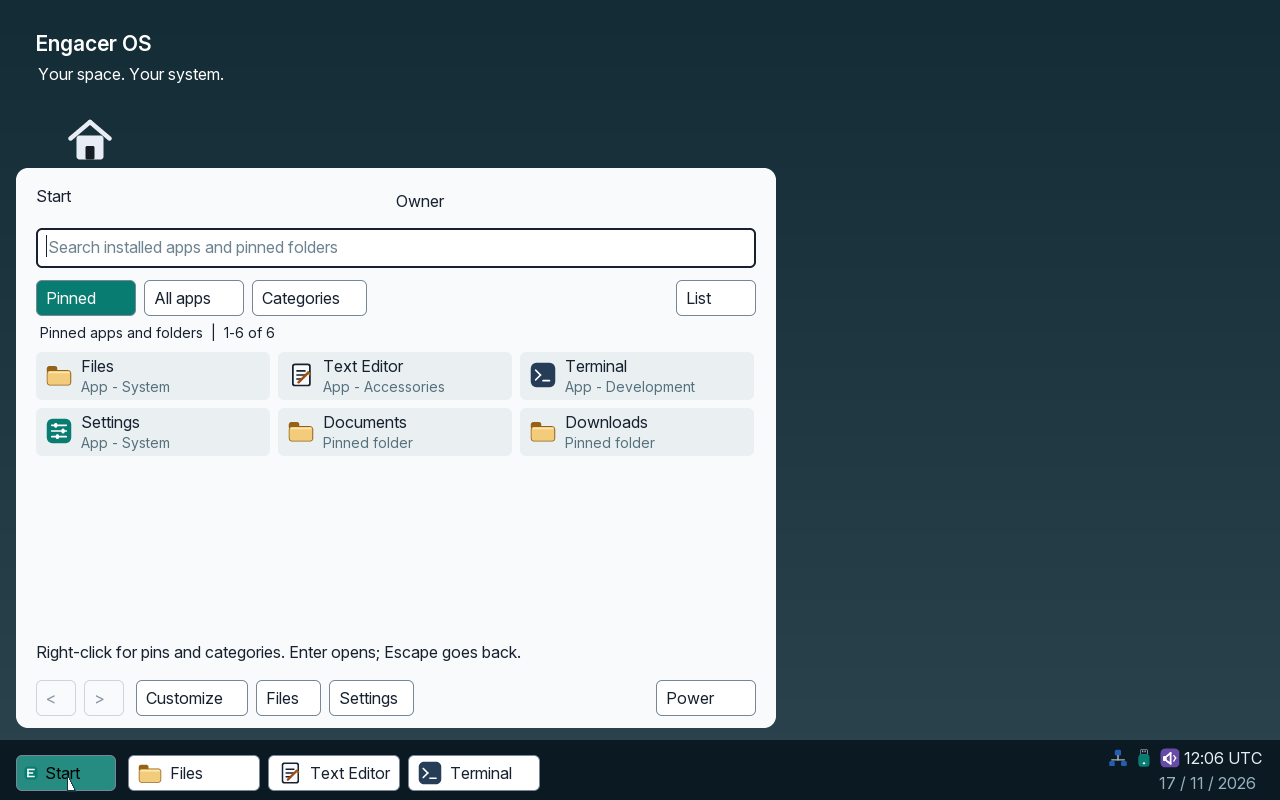 Engacer OS
Your space. Your system.
Start
Owner
Search installed apps and pinned folders
Pinned
All apps
Categories
List
Pinned apps and folders | 1-6 of 6
Files
App - System
Text Editor
App - Accessories
Terminal
App - Development
Settings
App - System
Documents
Pinned folder
Downloads
Pinned folder
Right-click for pins and categories. Enter opens; Escape goes back.
<
>
Customize
Files
Settings
Power
E
Start
Files
Text Editor
Terminal
12:06 UTC
17 / 11 / 2026